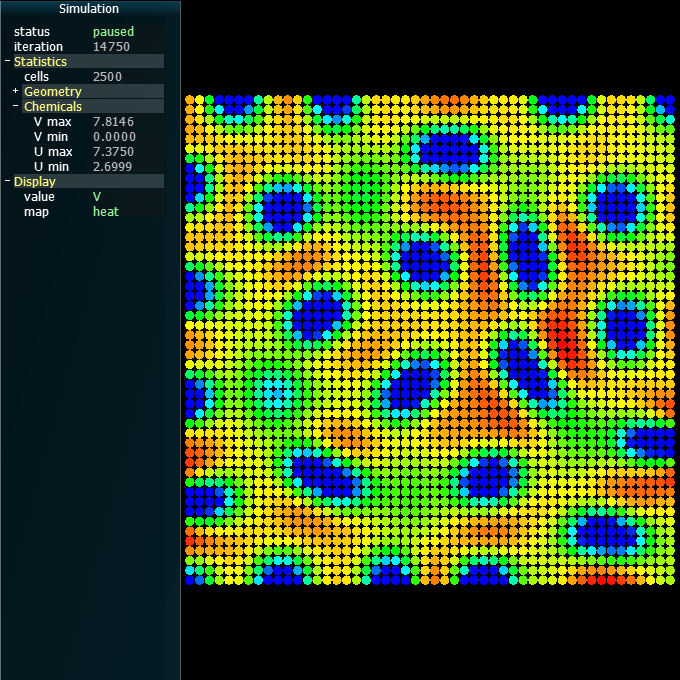 Simulation
status paused
iteration 14750
- Statistics
cells 2500
+ Geometry
- Chemicals
V max 7.8146
V min 0.0000
U max 7.3750
U min 2.6999
- Display
value V
map heat